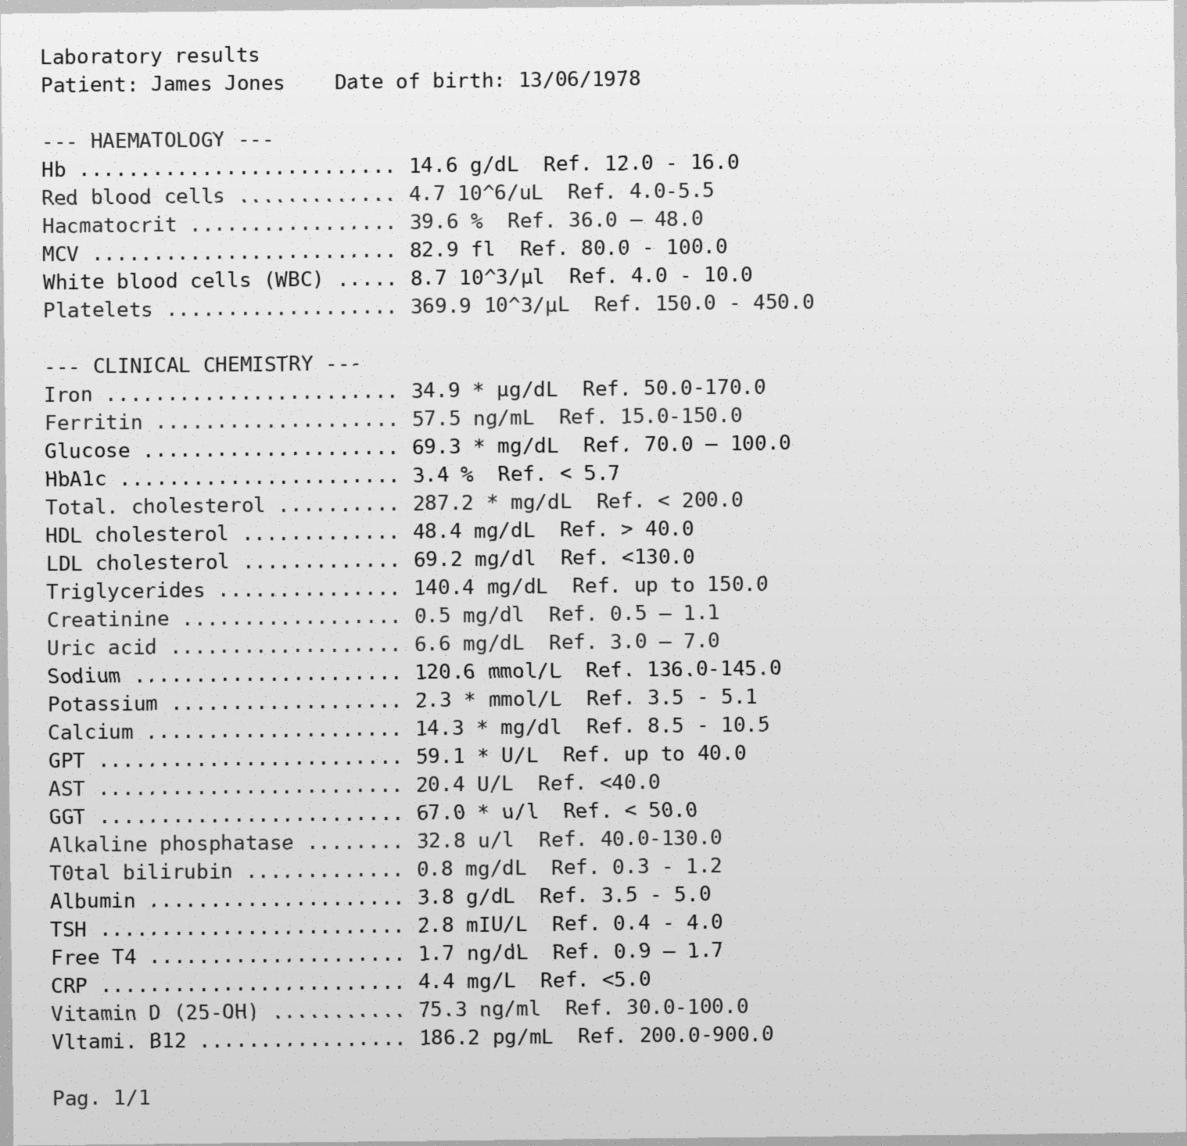 Laboratory results
Patient: James Jones    Date of birth: 13/06/1978

--- HAEMATOLOGY ---
Hb .......................... 14.6 g/dL  Ref. 12.0 - 16.0
Red blood cells ............. 4.7 10^6/uL  Ref. 4.0-5.5
Hacmatocrit ................. 39.6 %  Ref. 36.0 – 48.0
MCV ......................... 82.9 fl  Ref. 80.0 - 100.0
White blood cells (WBC) ..... 8.7 10^3/µl  Ref. 4.0 - 10.0
Platelets ................... 369.9 10^3/µL  Ref. 150.0 - 450.0

--- CLINICAL CHEMISTRY ---
Iron ........................ 34.9 * µg/dL  Ref. 50.0-170.0
Ferritin .................... 57.5 ng/mL  Ref. 15.0-150.0
Glucose ..................... 69.3 * mg/dL  Ref. 70.0 – 100.0
HbA1c ....................... 3.4 %  Ref. < 5.7
Total. cholesterol .......... 287.2 * mg/dL  Ref. < 200.0
HDL cholesterol ............. 48.4 mg/dL  Ref. > 40.0
LDL cholesterol ............. 69.2 mg/dl  Ref. <130.0
Triglycerides ............... 140.4 mg/dL  Ref. up to 150.0
Creatinine .................. 0.5 mg/dl  Ref. 0.5 – 1.1
Uric acid ................... 6.6 mg/dL  Ref. 3.0 – 7.0
Sodium ...................... 120.6 mmol/L  Ref. 136.0-145.0
Potassium ................... 2.3 * mmol/L  Ref. 3.5 - 5.1
Calcium ..................... 14.3 * mg/dl  Ref. 8.5 - 10.5
GPT ......................... 59.1 * U/L  Ref. up to 40.0
AST ......................... 20.4 U/L  Ref. <40.0
GGT ......................... 67.0 * u/l  Ref. < 50.0
Alkaline phosphatase ........ 32.8 u/l  Ref. 40.0-130.0
T0tal bilirubin ............. 0.8 mg/dL  Ref. 0.3 - 1.2
Albumin ..................... 3.8 g/dL  Ref. 3.5 - 5.0
TSH ......................... 2.8 mIU/L  Ref. 0.4 - 4.0
Free T4 ..................... 1.7 ng/dL  Ref. 0.9 – 1.7
CRP ......................... 4.4 mg/L  Ref. <5.0
Vitamin D (25-OH) ........... 75.3 ng/ml  Ref. 30.0-100.0
Vltami. B12 ................. 186.2 pg/mL  Ref. 200.0-900.0

Pag. 1/1